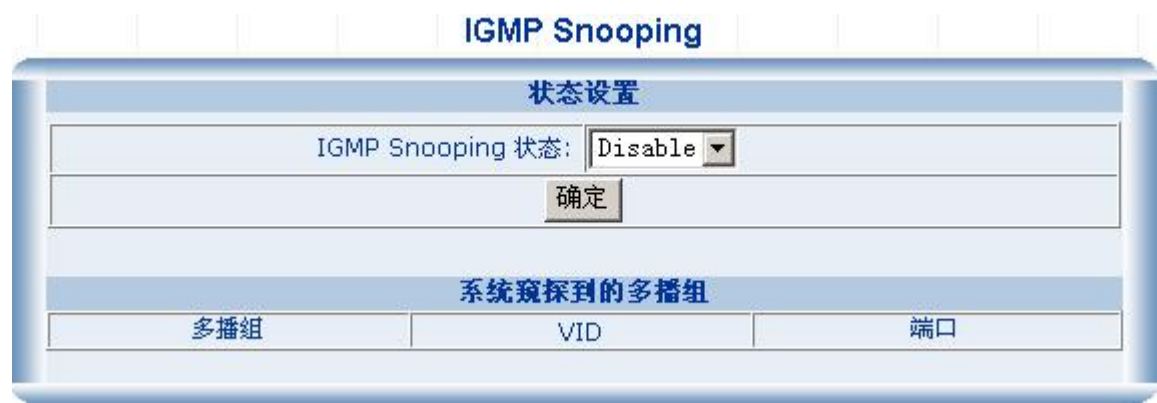 IGMP Snooping
状态设置
IGMP Snooping 状态: Disable
确定
系统窥探到的多播组
多播组 VID 端口